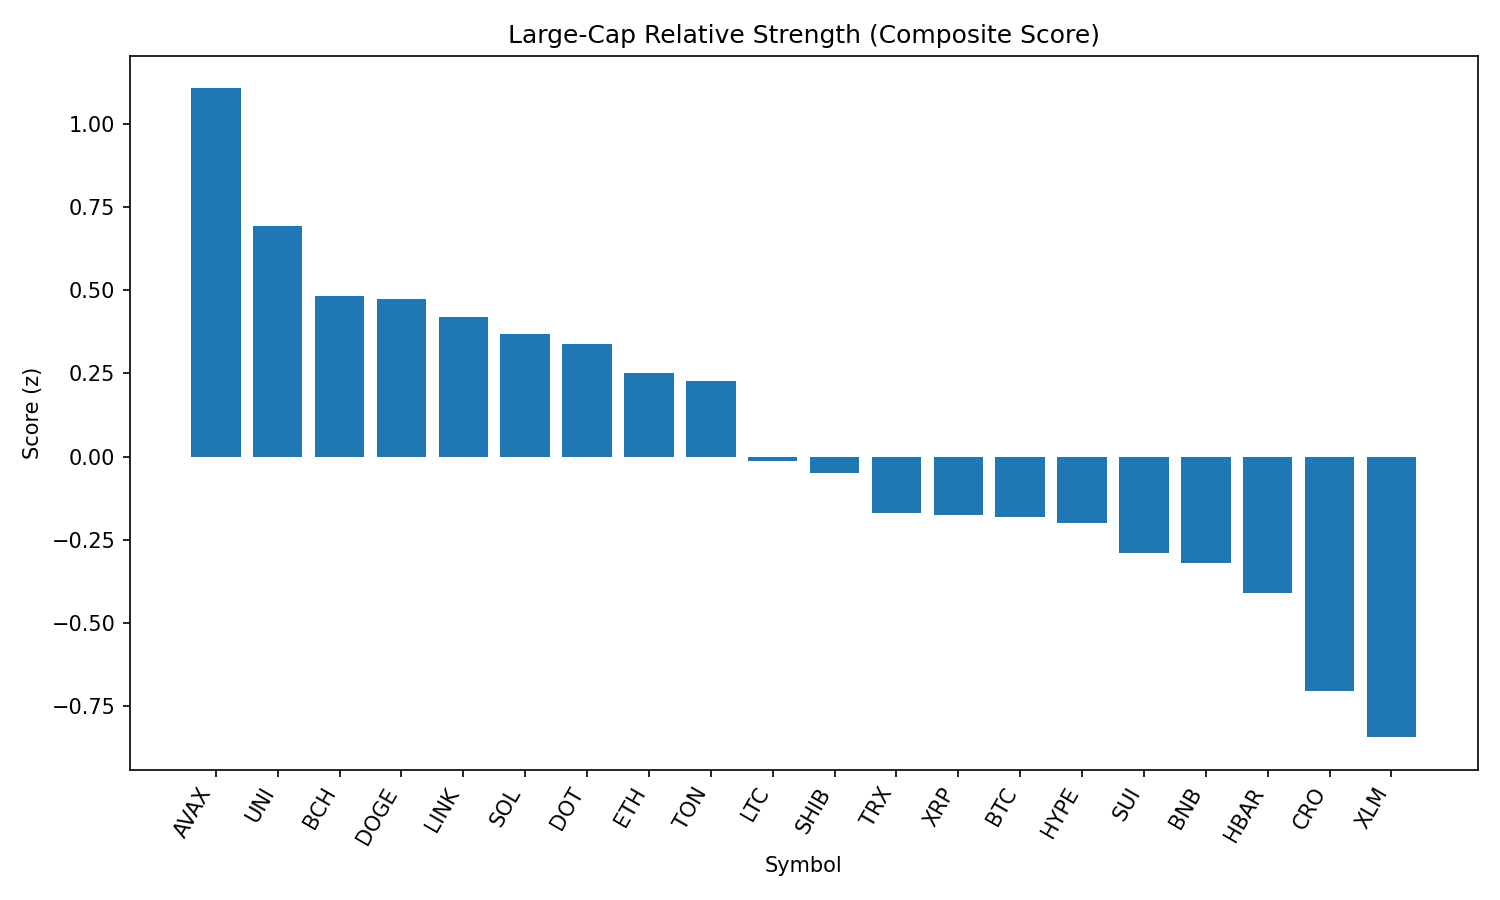 Large-Cap Relative Strength (Composite Score)
Score (z)
1.00
0.75
0.50
0.25
0.00
−0.25
−0.50
−0.75
AVAX
UNI
BCH
DOGE
LINK
SOL
DOT
ETH
TON
LTC
SHIB
TRX
XRP
BTC
HYPE
SUI
BNB
HBAR
CRO
XLM
Symbol